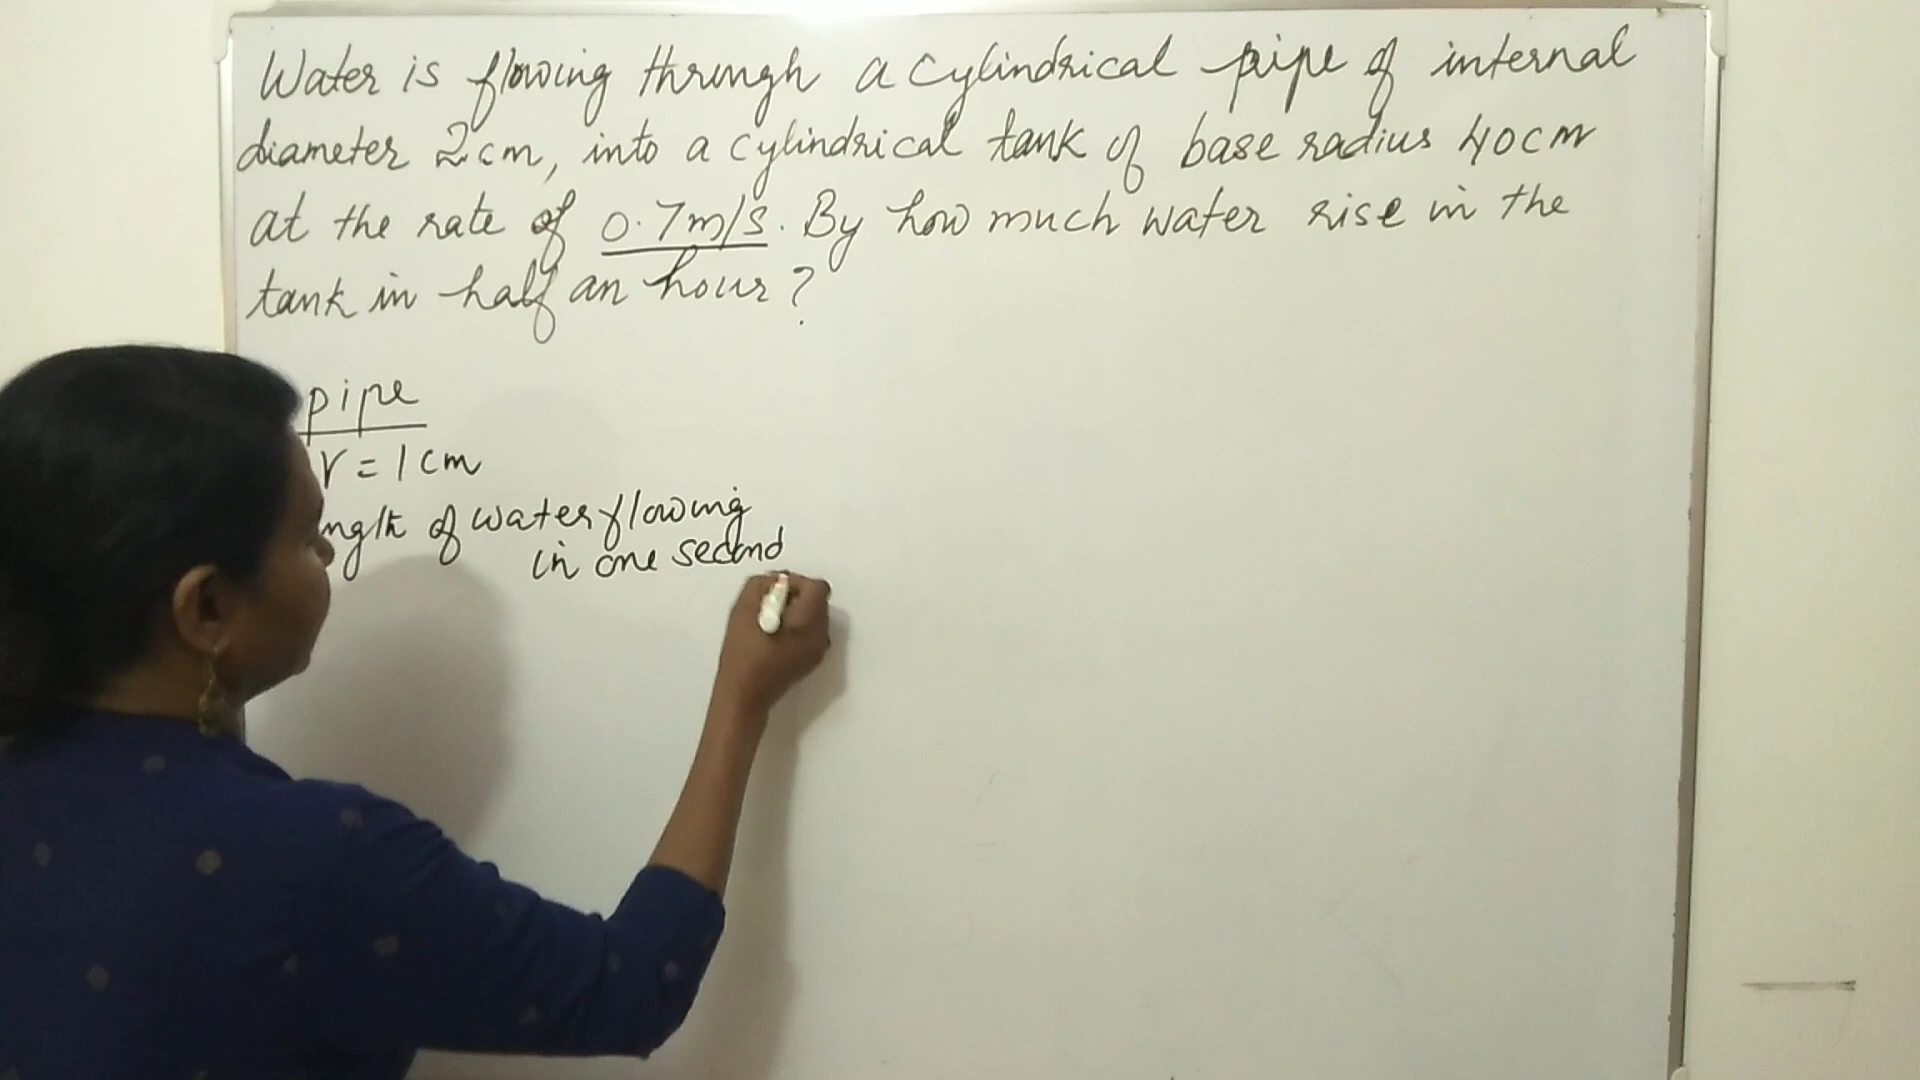 Water is flowing through a cylindrical pipe of internal
diameter 2cm, into a cylindrical tank of base radius 40cm
at the rate of 0.7m/s. By how much water rise in the
tank in half an hour?
pipe
r = 1cm
of water flowing
in one second